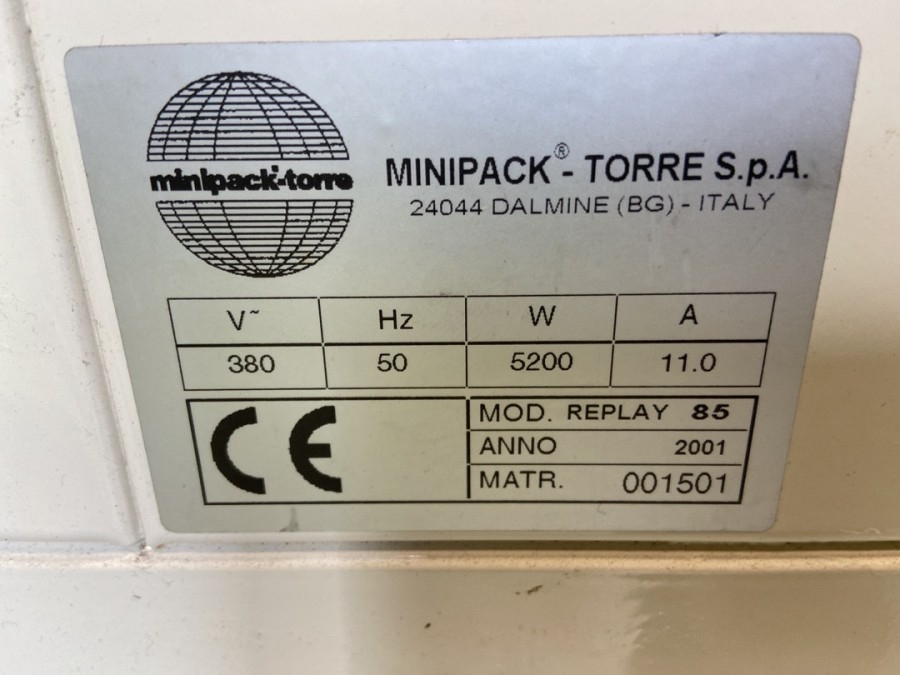 minipack-torre
MINIPACK® - TORRE S.p.A.
24044 DALMINE (BG) - ITALY
V~ Hz W A
380 50 5200 11.0
CE
MOD. REPLAY 85
ANNO 2001
MATR. 001501